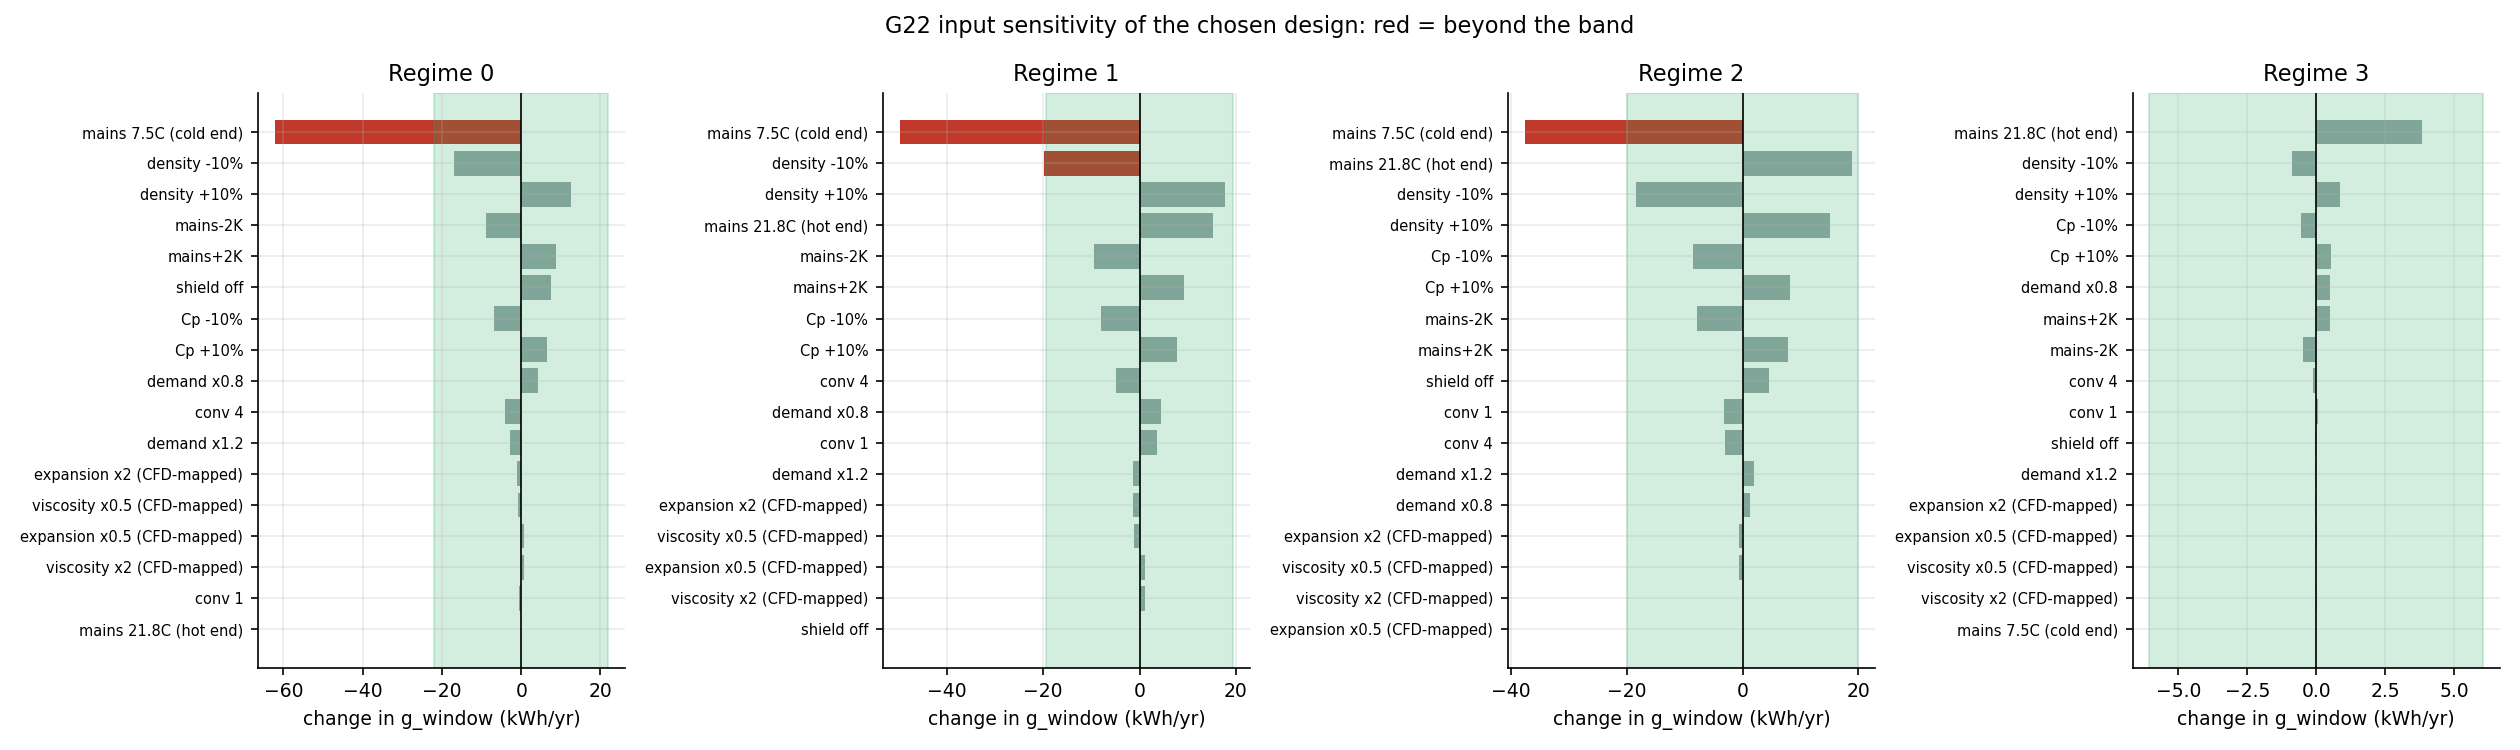 G22 input sensitivity of the chosen design: red = beyond the band
Regime 0
mains 7.5C (cold end)
density -10%
density +10%
mains-2K
mains+2K
shield off
Cp -10%
Cp +10%
demand x0.8
conv 4
demand x1.2
expansion x2 (CFD-mapped)
viscosity x0.5 (CFD-mapped)
expansion x0.5 (CFD-mapped)
viscosity x2 (CFD-mapped)
conv 1
mains 21.8C (hot end)
−60 −40 −20 0 20
change in g_window (kWh/yr)
Regime 1
mains 7.5C (cold end)
density -10%
density +10%
mains 21.8C (hot end)
mains-2K
mains+2K
Cp -10%
Cp +10%
conv 4
demand x0.8
conv 1
demand x1.2
expansion x2 (CFD-mapped)
viscosity x0.5 (CFD-mapped)
expansion x0.5 (CFD-mapped)
viscosity x2 (CFD-mapped)
shield off
−40 −20 0 20
change in g_window (kWh/yr)
Regime 2
mains 7.5C (cold end)
mains 21.8C (hot end)
density -10%
density +10%
Cp -10%
Cp +10%
mains-2K
mains+2K
shield off
conv 1
conv 4
demand x1.2
demand x0.8
expansion x2 (CFD-mapped)
viscosity x0.5 (CFD-mapped)
viscosity x2 (CFD-mapped)
expansion x0.5 (CFD-mapped)
−40 −20 0 20
change in g_window (kWh/yr)
Regime 3
mains 21.8C (hot end)
density -10%
density +10%
Cp -10%
Cp +10%
demand x0.8
mains+2K
mains-2K
conv 4
conv 1
shield off
demand x1.2
expansion x2 (CFD-mapped)
expansion x0.5 (CFD-mapped)
viscosity x0.5 (CFD-mapped)
viscosity x2 (CFD-mapped)
mains 7.5C (cold end)
−5.0 −2.5 0.0 2.5 5.0
change in g_window (kWh/yr)